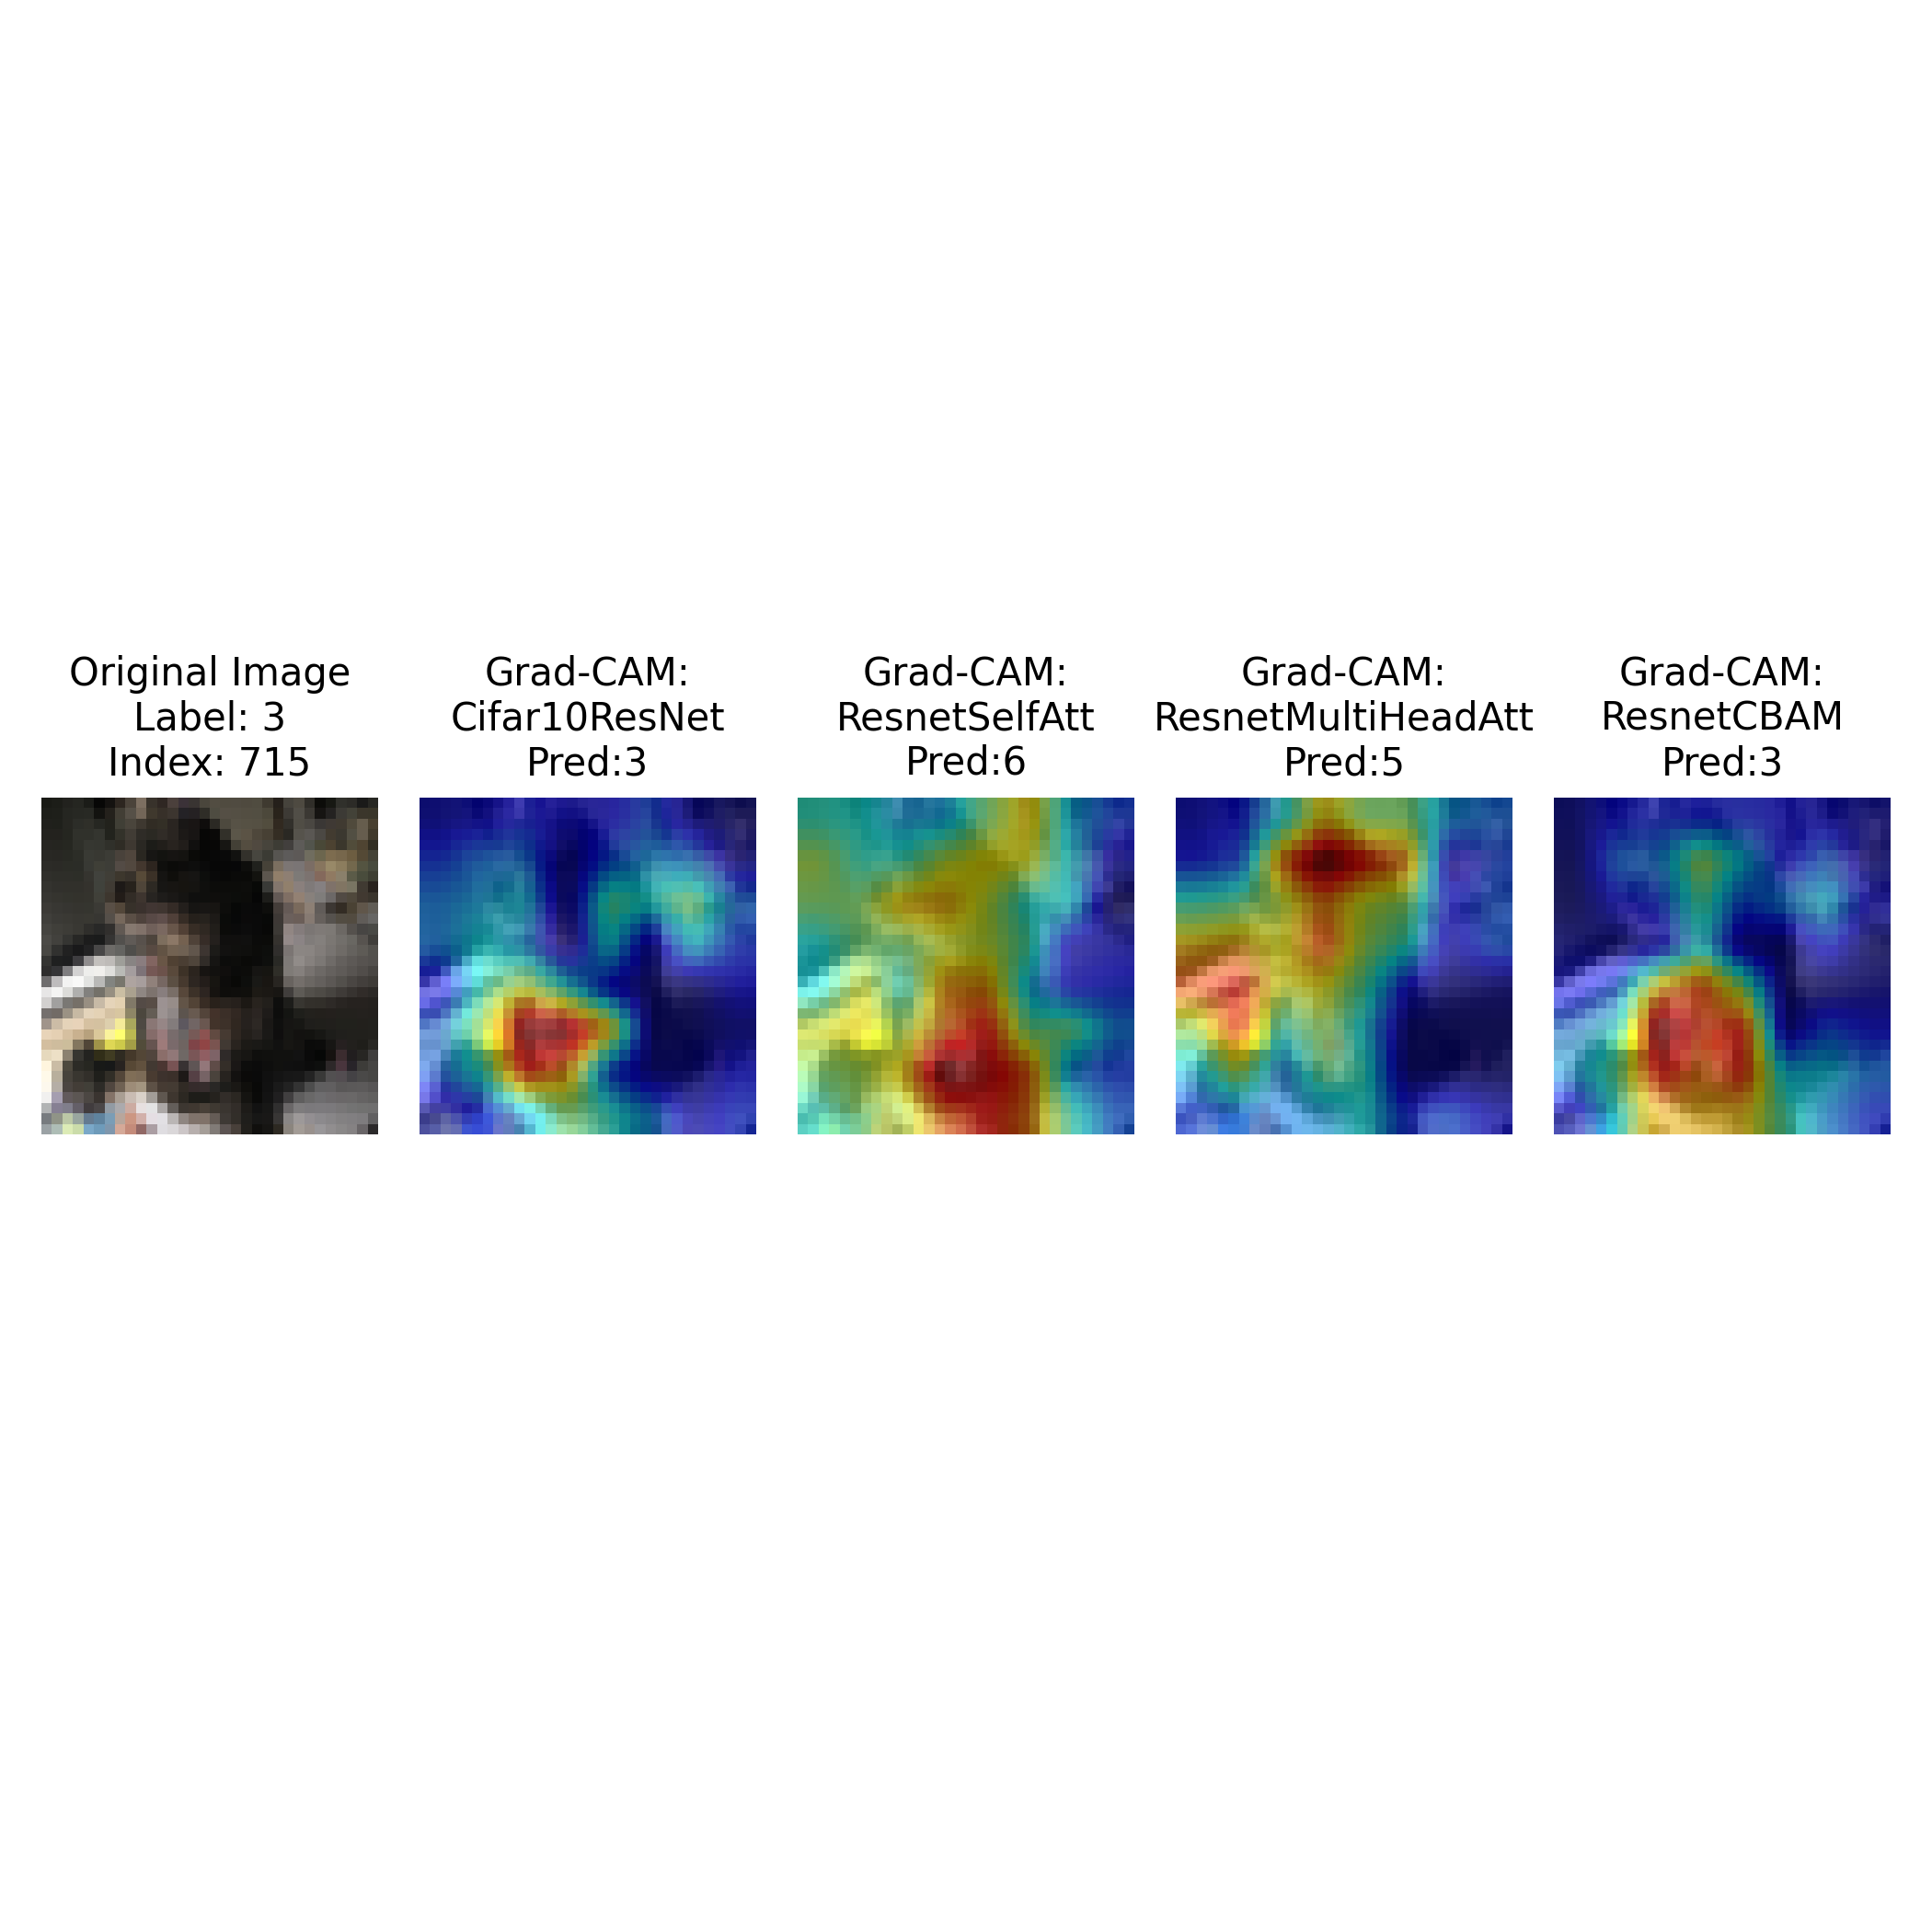 Original Image
Label: 3
Index: 715
Grad-CAM:
Cifar10ResNet
Pred:3
Grad-CAM:
ResnetSelfAtt
Pred:6
Grad-CAM:
ResnetMultiHeadAtt
Pred:5
Grad-CAM:
ResnetCBAM
Pred:3